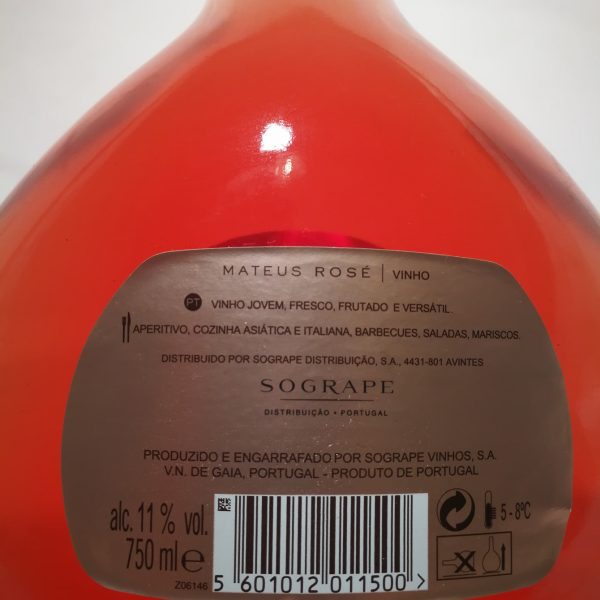 MATEUS ROSÉ | VINHO
PT VINHO JOVEM, FRESCO, FRUTADO E VERSÁTIL
APERITIVO, COZINHA ASIÁTICA E ITALIANA, BARBECUES, SALADAS, MARISCOS.
DISTRIBUIDO POR SOGRAPE DISTRIBUIÇÃO, S.A., 4431-801 AVINTES
SOGRAPE
DISTRIBUIÇÃO • PORTUGAL
PRODUZIDO E ENGARRAFADO POR SOGRAPE VINHOS, S.A.
V.N. DE GAIA, PORTUGAL - PRODUTO DE PORTUGAL
alc. 11 % vol.
750 ml e
Z06146
5 601012 011500 >
5 - 8ºC